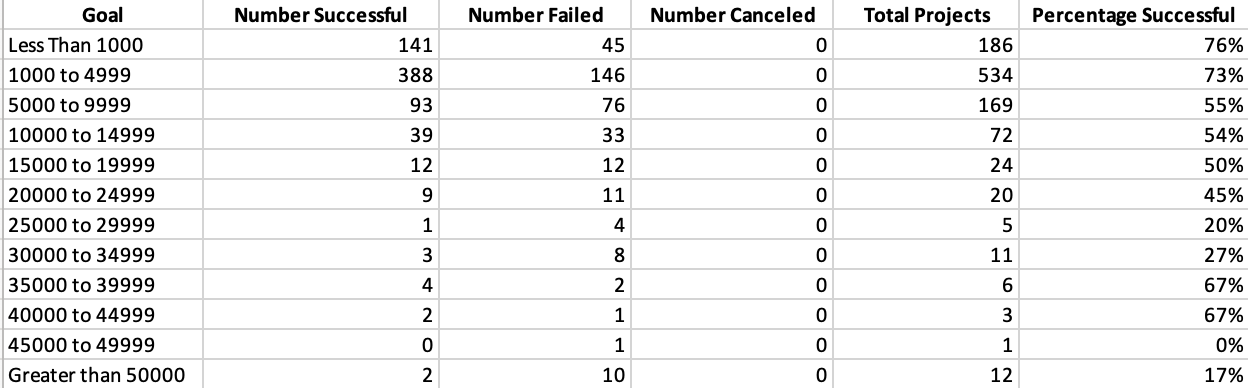 Goal Number Successful Number Failed Number Canceled Total Projects Percentage Successful
Less Than 1000 141 45 0 186 76%
1000 to 4999 388 146 0 534 73%
5000 to 9999 93 76 0 169 55%
10000 to 14999 39 33 0 72 54%
15000 to 19999 12 12 0 24 50%
20000 to 24999 9 11 0 20 45%
25000 to 29999 1 4 0 5 20%
30000 to 34999 3 8 0 11 27%
35000 to 39999 4 2 0 6 67%
40000 to 44999 2 1 0 3 67%
45000 to 49999 0 1 0 1 0%
Greater than 50000 2 10 0 12 17%